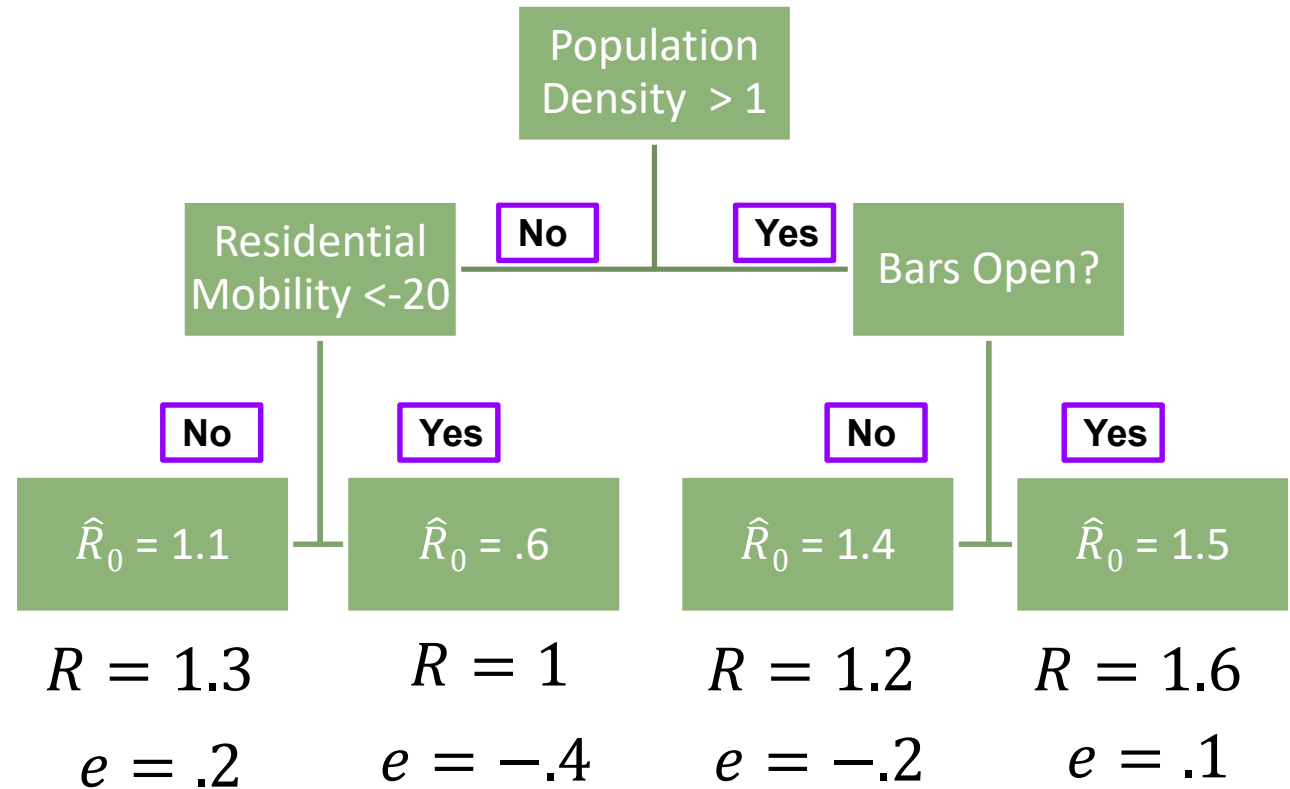 Population
Density > 1
No
Yes
Residential
Mobility <-20
Bars Open?
No
Yes
No
Yes
R̂₀ = 1.1
R̂₀ = .6
R̂₀ = 1.4
R̂₀ = 1.5
R = 1.3
R = 1
R = 1.2
R = 1.6
e = .2
e = −.4
e = −.2
e = .1